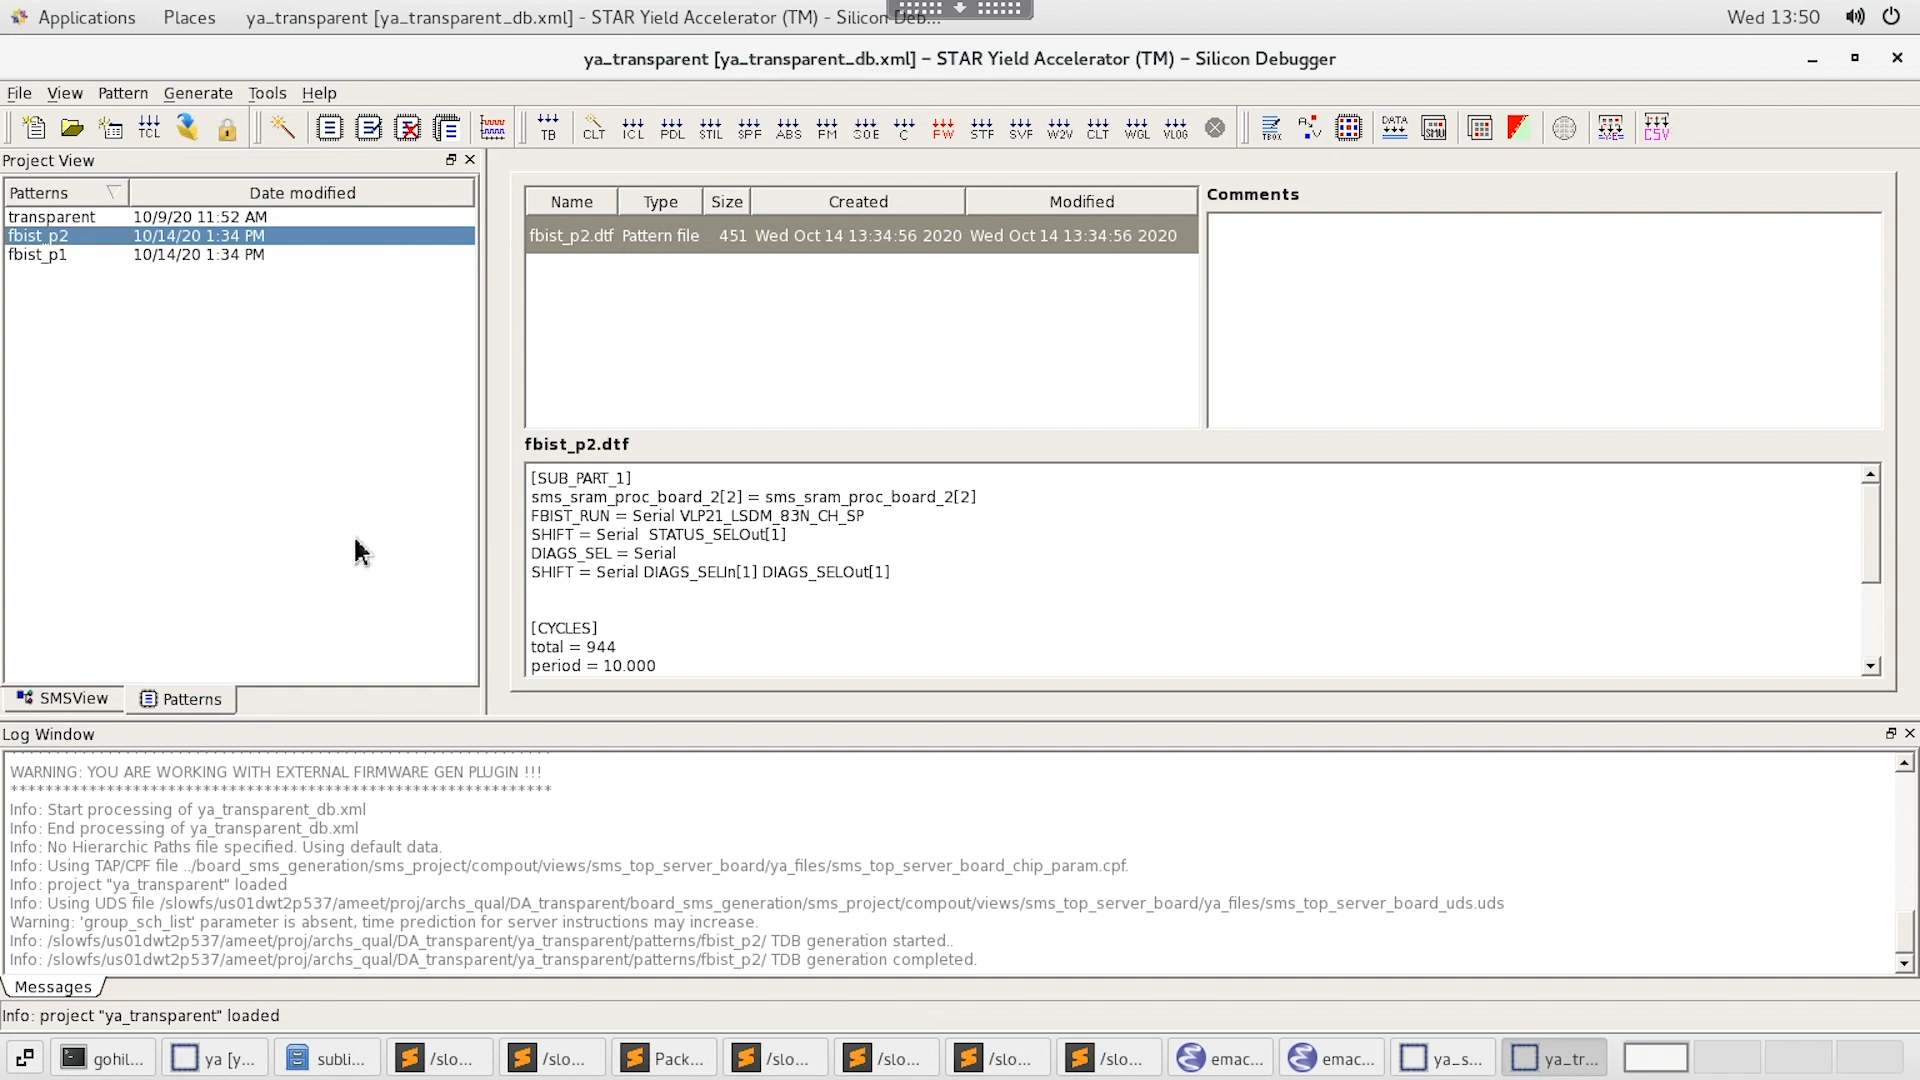 Applications Places ya_transparent [ya_transparent_db.xml] - STAR Yield Accelerator (TM) - Silicon Deb... Wed 13:50
ya_transparent [ya_transparent_db.xml] – STAR Yield Accelerator (TM) – Silicon Debugger
File View Pattern Generate Tools Help
TCL TB CLT ICL PDL STIL SPF ABS FM SOE C FW STF SVF W2V CLT WGL VLOG TBOX DATA SMU CSV
Project View
Patterns Date modified
transparent 10/9/20 11:52 AM
fbist_p2 10/14/20 1:34 PM
fbist_p1 10/14/20 1:34 PM
SMSView Patterns
Name Type Size Created Modified
fbist_p2.dtf Pattern file 451 Wed Oct 14 13:34:56 2020 Wed Oct 14 13:34:56 2020
Comments
fbist_p2.dtf
[SUB_PART_1]
sms_sram_proc_board_2[2] = sms_sram_proc_board_2[2]
FBIST_RUN = Serial VLP21_LSDM_83N_CH_SP
SHIFT = Serial  STATUS_SELOut[1]
DIAGS_SEL = Serial
SHIFT = Serial DIAGS_SELIn[1] DIAGS_SELOut[1]
[CYCLES]
total = 944
period = 10.000
Log Window
WARNING: YOU ARE WORKING WITH EXTERNAL FIRMWARE GEN PLUGIN !!!
************************************************************
Info: Start processing of ya_transparent_db.xml
Info: End processing of ya_transparent_db.xml
Info: No Hierarchic Paths file specified. Using default data.
Info: Using TAP/CPF file ../board_sms_generation/sms_project/compout/views/sms_top_server_board/ya_files/sms_top_server_board_chip_param.cpf.
Info: project "ya_transparent" loaded
Info: Using UDS file /slowfs/us01dwt2p537/ameet/proj/archs_qual/DA_transparent/board_sms_generation/sms_project/compout/views/sms_top_server_board/ya_files/sms_top_server_board_uds.uds
Warning: 'group_sch_list' parameter is absent, time prediction for server instructions may increase.
Info: /slowfs/us01dwt2p537/ameet/proj/archs_qual/DA_transparent/ya_transparent/patterns/fbist_p2/ TDB generation started..
Info: /slowfs/us01dwt2p537/ameet/proj/archs_qual/DA_transparent/ya_transparent/patterns/fbist_p2/ TDB generation completed.
Messages
Info: project "ya_transparent" loaded
gohil... ya [y... subli... /slo... /slo... Pack... /slo... /slo... /slo... /slo... emac... emac... ya_s... ya_tr...